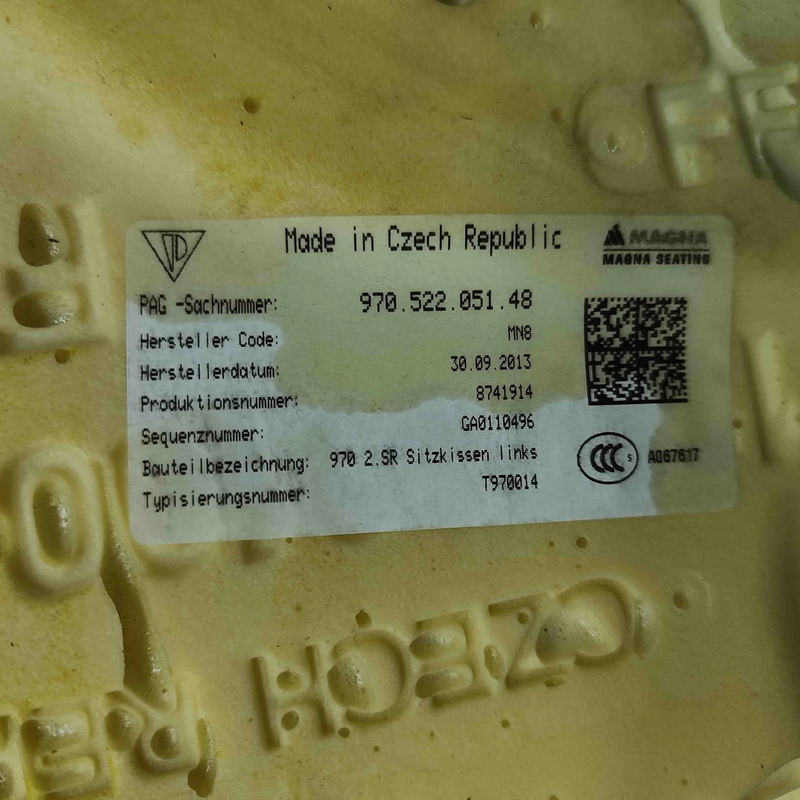 Made in Czech Republic
MAGNA
MAGNA SEATING
PAG -Sachnummer: 970.522.051.48
Hersteller Code: MN8
Herstellerdatum: 30.09.2013
Produktionsnummer: 8741914
Sequenznummer: GA0110496
Bauteilbezeichnung: 970 2.SR Sitzkissen links
Typisierungsnummer: T970014
CCC S A067617
CZECH